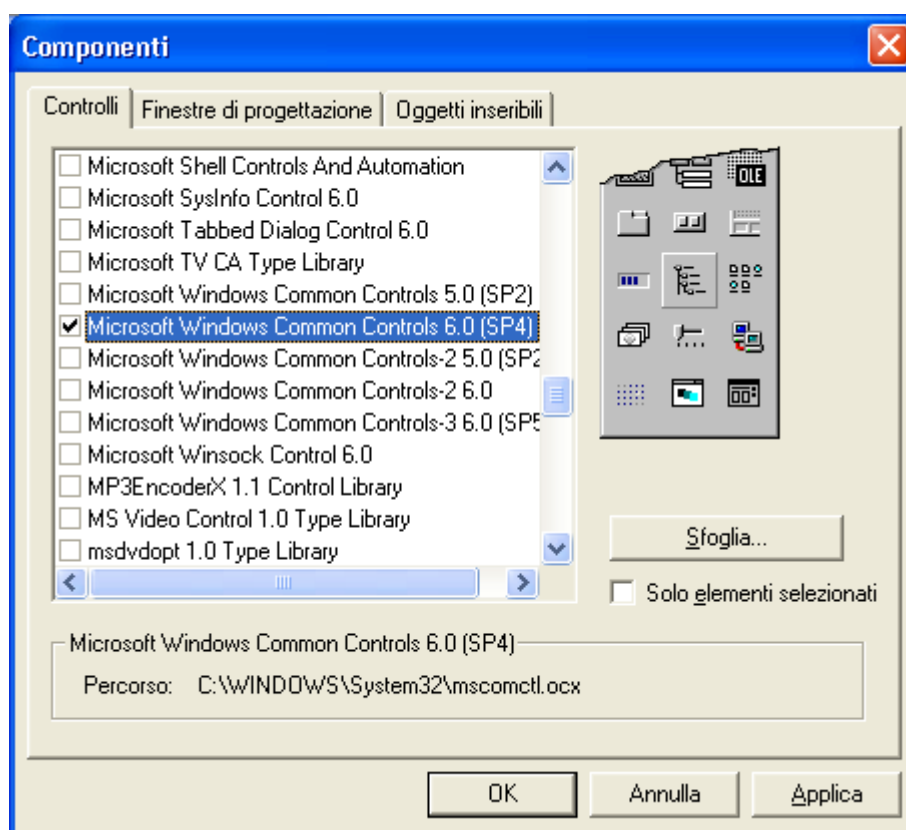 Componenti
Controlli
Finestre di progettazione
Oggetti inseribili
Microsoft Shell Controls And Automation
Microsoft SysInfo Control 6.0
Microsoft Tabbed Dialog Control 6.0
Microsoft TV CA Type Library
Microsoft Windows Common Controls 5.0 (SP2)
Microsoft Windows Common Controls 6.0 (SP4)
Microsoft Windows Common Controls-2 5.0 (SP2
Microsoft Windows Common Controls-2 6.0
Microsoft Windows Common Controls-3 6.0 (SP5
Microsoft Winsock Control 6.0
MP3EncoderX 1.1 Control Library
MS Video Control 1.0 Type Library
msdvdopt 1.0 Type Library
OLE
Sfoglia...
Solo elementi selezionati
Microsoft Windows Common Controls 6.0 (SP4)
Percorso: C:\WINDOWS\System32\mscomctl.ocx
OK
Annulla
Applica